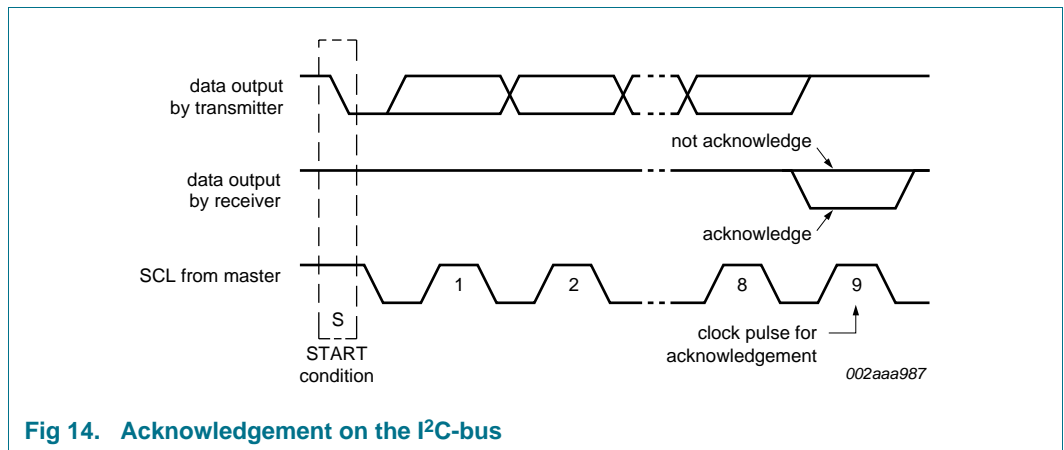 data output
by transmitter
not acknowledge
data output
by receiver
acknowledge
SCL from master
1
2
8
9
S
START
condition
clock pulse for
acknowledgement
002aaa987
Fig 14. Acknowledgement on the I²C-bus